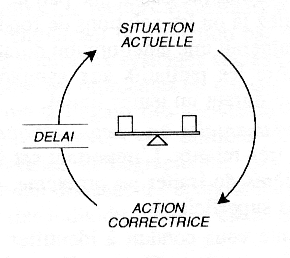 SITUATION
ACTUELLE
DELAI
ACTION
CORRECTRICE